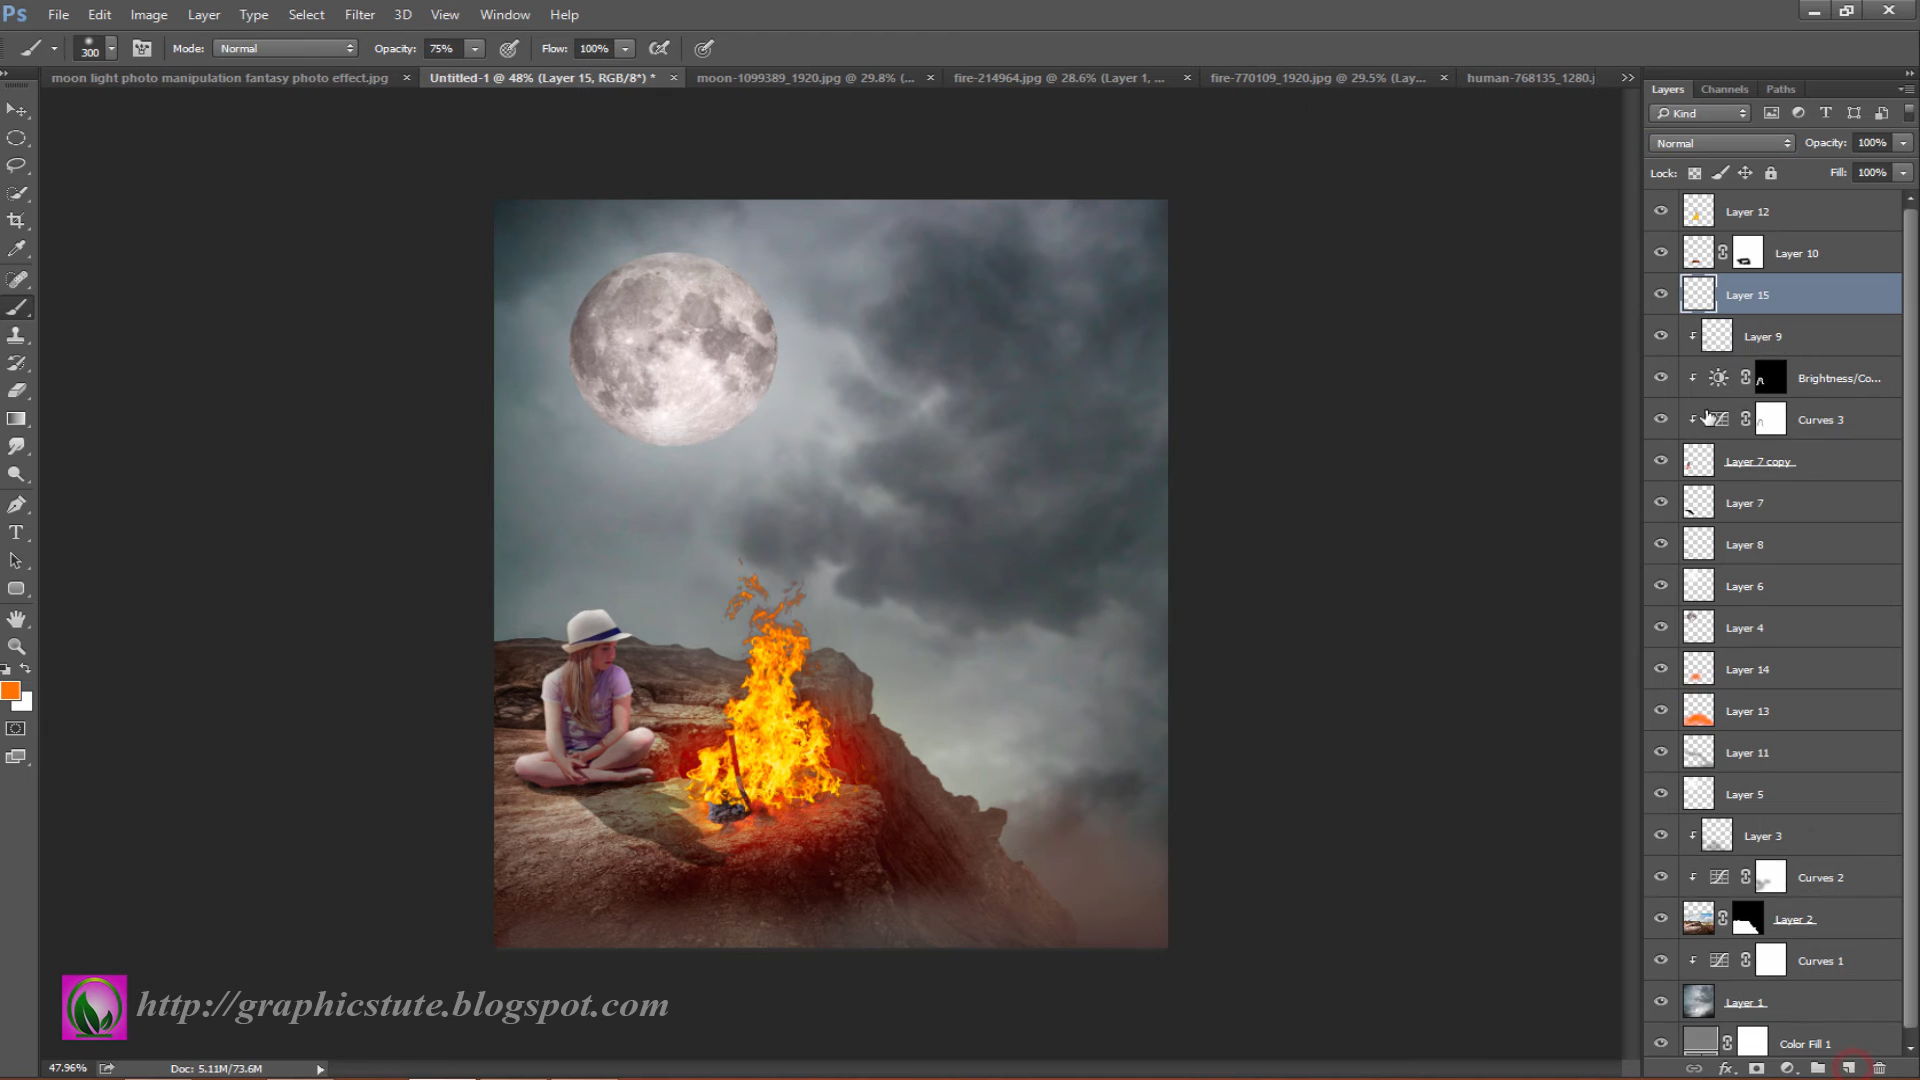 Ps File Edit Image Layer Type Select Filter 3D View Window Help
300 Mode: Normal Opacity: 75% Flow: 100%
moon light photo manipulation fantasy photo effect.jpg × Untitled-1 @ 48% (Layer 15, RGB/8*) * × moon-1099389_1920.jpg @ 29.8% (... × fire-214964.jpg @ 28.6% (Layer 1, ... × fire-770109_1920.jpg @ 29.5% (Lay... × human-768135_1280.j
Layers Channels Paths
Kind
Normal Opacity: 100%
Lock: Fill: 100%
Layer 12
Layer 10
Layer 15
Layer 9
Brightness/Co...
Curves 3
Layer 7 copy
Layer 7
Layer 8
Layer 6
Layer 4
Layer 14
Layer 13
Layer 11
Layer 5
Layer 3
Curves 2
Layer 2
Curves 1
Layer 1
Color Fill 1
http://graphicstute.blogspot.com
47.96% Doc: 5.11M/73.6M